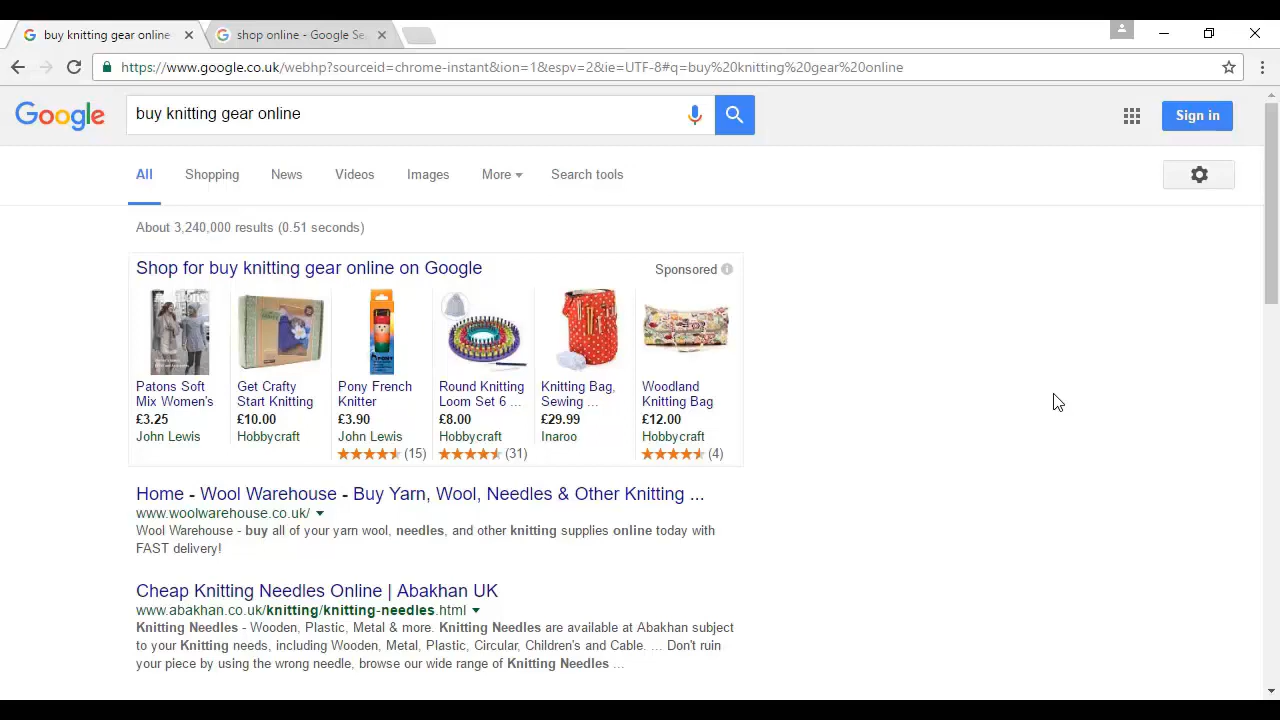 buy knitting gear online
shop online - Google Se
https://www.google.co.uk/webhp?sourceid=chrome-instant&ion=1&espv=2&ie=UTF-8#q=buy%20knitting%20gear%20online
Google
buy knitting gear online
Sign in
All Shopping News Videos Images More Search tools
About 3,240,000 results (0.51 seconds)
Shop for buy knitting gear online on Google
Sponsored
Patons Soft
Mix Women's
£3.25
John Lewis
Get Crafty
Start Knitting
£10.00
Hobbycraft
Pony French
Knitter
£3.90
John Lewis
(15)
Round Knitting
Loom Set 6 ...
£8.00
Hobbycraft
(31)
Knitting Bag,
Sewing ...
£29.99
Inaroo
Woodland
Knitting Bag
£12.00
Hobbycraft
(4)
Home - Wool Warehouse - Buy Yarn, Wool, Needles & Other Knitting ...
www.woolwarehouse.co.uk/
Wool Warehouse - buy all of your yarn wool, needles, and other knitting supplies online today with
FAST delivery!
Cheap Knitting Needles Online | Abakhan UK
www.abakhan.co.uk/knitting/knitting-needles.html
Knitting Needles - Wooden, Plastic, Metal & more. Knitting Needles are available at Abakhan subject
to your Knitting needs, including Wooden, Metal, Plastic, Circular, Children's and Cable. ... Don't ruin
your piece by using the wrong needle, browse our wide range of Knitting Needles ...